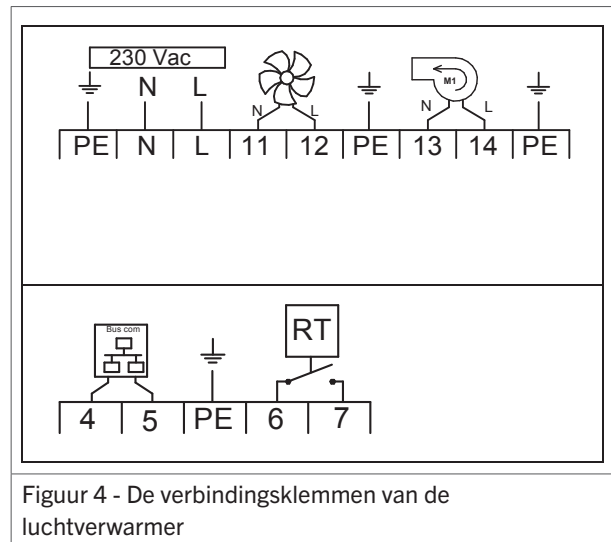 230 Vac
N L
N L
M1
N L
PE N L 11 12 PE 13 14 PE
Bus com
RT
4 5 PE 6 7
Figuur 4 - De verbindingsklemmen van de
luchtverwarmer